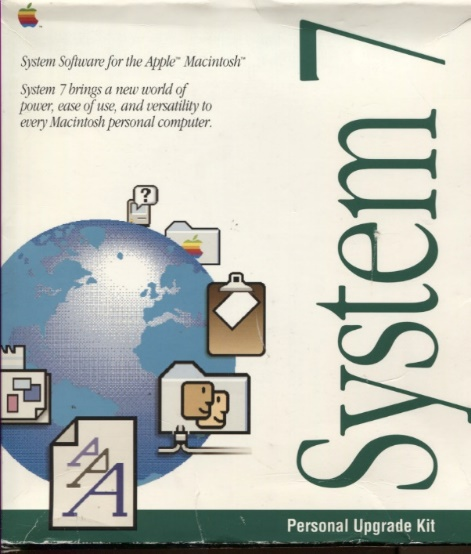 System Software for the Apple™ Macintosh™
System 7 brings a new world of
power, ease of use, and versatility to
every Macintosh personal computer.
?
A A A
System 7
Personal Upgrade Kit